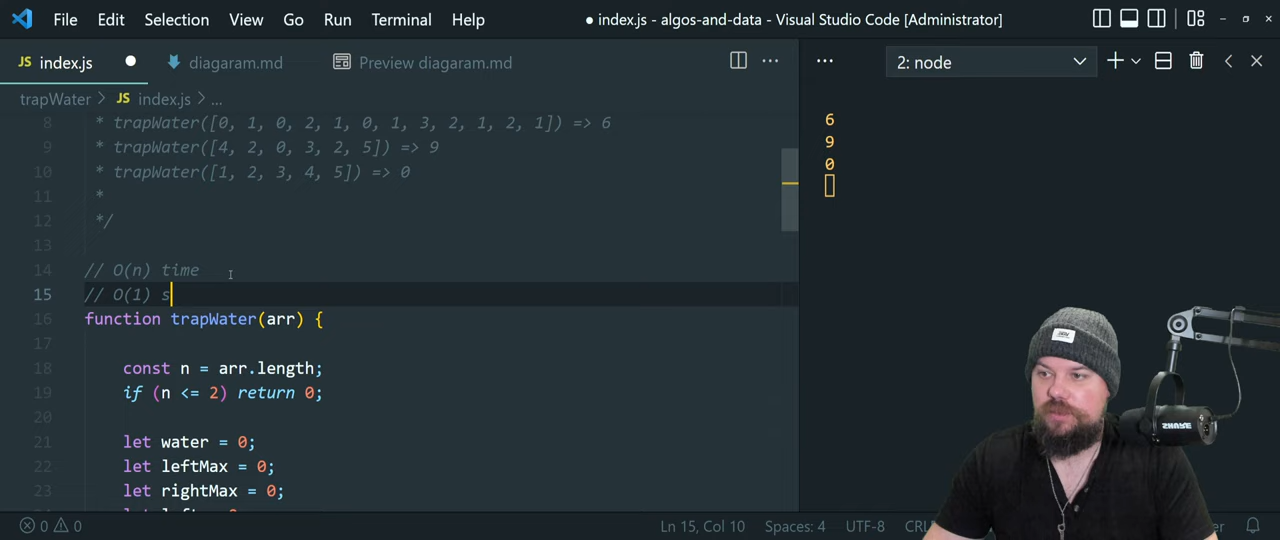 File Edit Selection View Go Run Terminal Help ● index.js - algos-and-data - Visual Studio Code [Administrator]
JS index.js ● diagaram.md Preview diagaram.md ... 2: node
trapWater > JS index.js > ...
8 * trapWater([0, 1, 0, 2, 1, 0, 1, 3, 2, 1, 2, 1]) => 6
9 * trapWater([4, 2, 0, 3, 2, 5]) => 9
10 * trapWater([1, 2, 3, 4, 5]) => 0
11 *
12 */
13
14 // O(n) time
15 // O(1) s
16 function trapWater(arr) {
17
18 const n = arr.length;
19 if (n <= 2) return 0;
20
21 let water = 0;
22 let leftMax = 0;
23 let rightMax = 0;
6
9
0
SHURE
0 0 Ln 15, Col 10 Spaces: 4 UTF-8